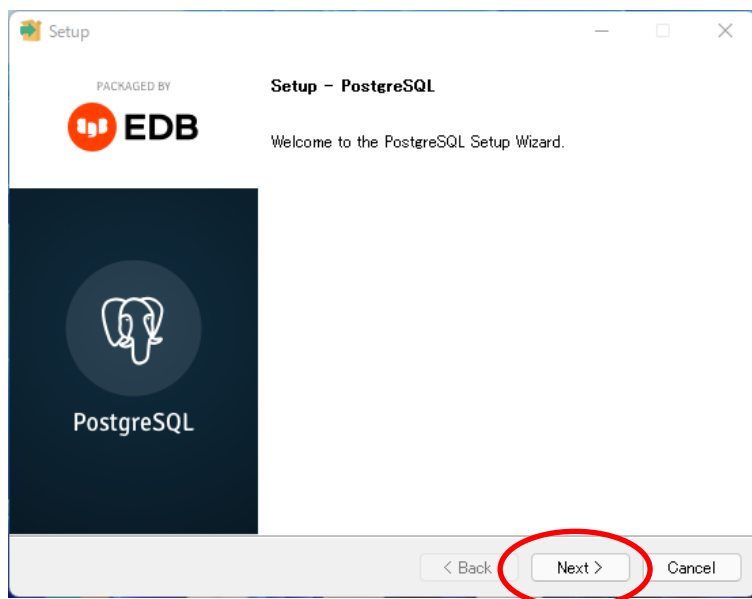 Setup
PACKAGED BY
EDB
Setup - PostgreSQL
Welcome to the PostgreSQL Setup Wizard.
PostgreSQL
< Back
Next >
Cancel